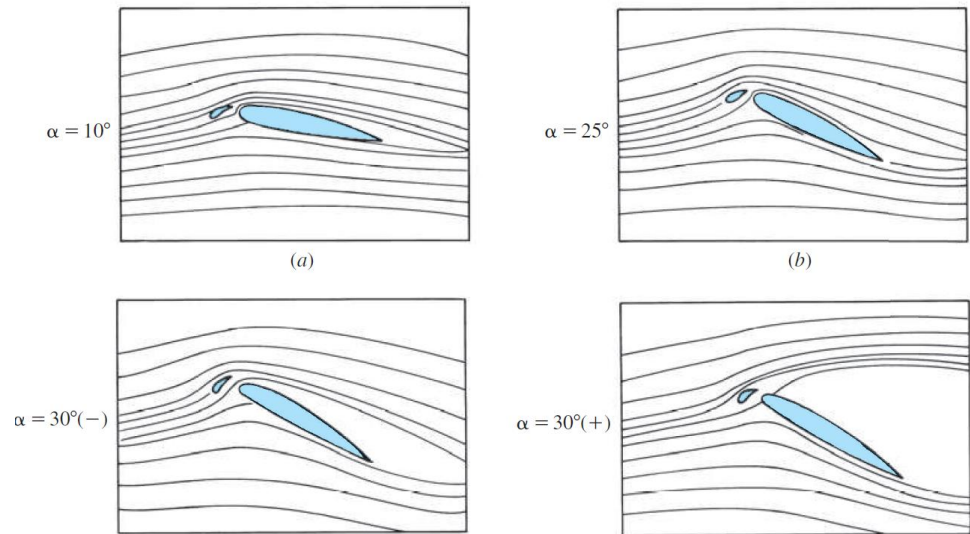 α = 10°
α = 25°
(a)
(b)
α = 30°(−)
α = 30°(+)